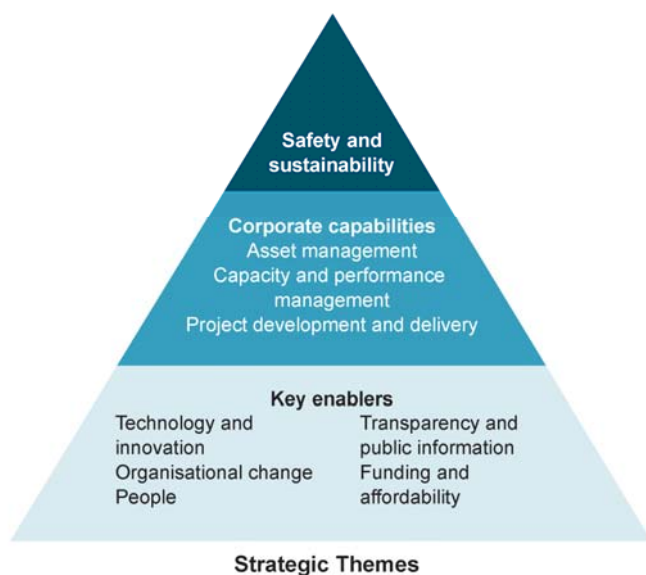 Safety and
sustainability
Corporate capabilities
Asset management
Capacity and performance
management
Project development and delivery
Key enablers
Technology and
innovation
Organisational change
People
Transparency and
public information
Funding and
affordability
Strategic Themes